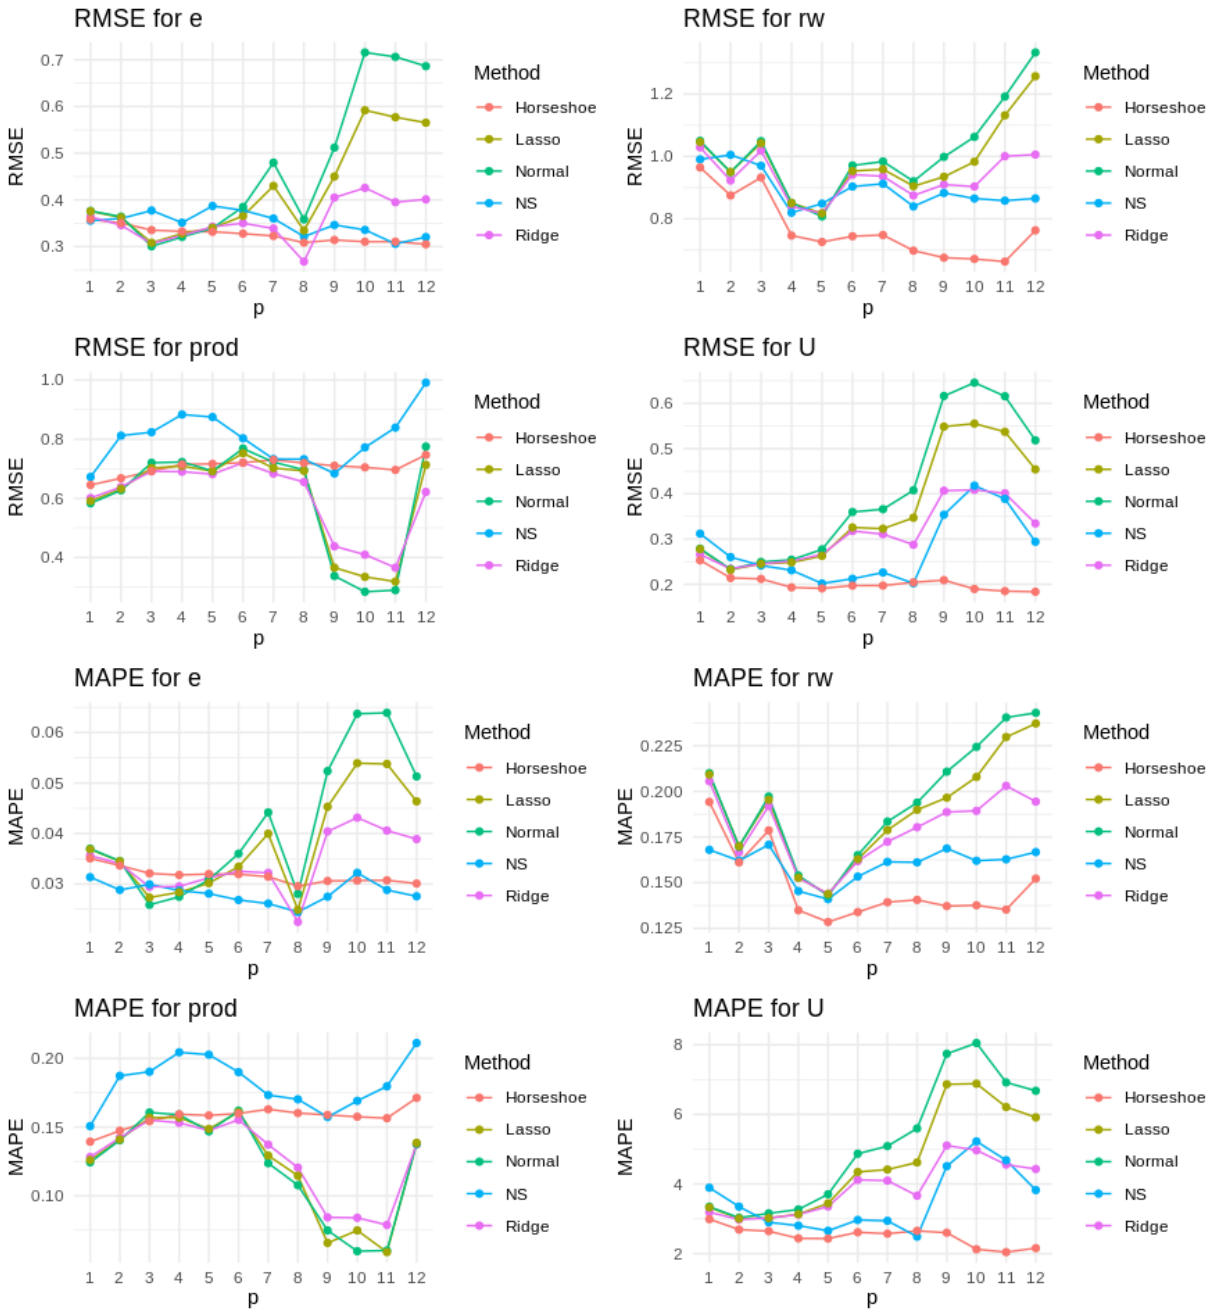 RMSE for e
0.7
0.6
0.5
0.4
0.3
RMSE
1 2 3 4 5 6 7 8 9 10 11 12
p
Method
Horseshoe
Lasso
Normal
NS
Ridge
RMSE for rw
1.2
1.0
0.8
RMSE
1 2 3 4 5 6 7 8 9 10 11 12
p
Method
Horseshoe
Lasso
Normal
NS
Ridge
RMSE for prod
1.0
0.8
0.6
0.4
RMSE
1 2 3 4 5 6 7 8 9 10 11 12
p
Method
Horseshoe
Lasso
Normal
NS
Ridge
RMSE for U
0.6
0.5
0.4
0.3
0.2
RMSE
1 2 3 4 5 6 7 8 9 10 11 12
p
Method
Horseshoe
Lasso
Normal
NS
Ridge
MAPE for e
0.06
0.05
0.04
0.03
MAPE
1 2 3 4 5 6 7 8 9 10 11 12
p
Method
Horseshoe
Lasso
Normal
NS
Ridge
MAPE for rw
0.225
0.200
0.175
0.150
0.125
MAPE
1 2 3 4 5 6 7 8 9 10 11 12
p
Method
Horseshoe
Lasso
Normal
NS
Ridge
MAPE for prod
0.20
0.15
0.10
MAPE
1 2 3 4 5 6 7 8 9 10 11 12
p
Method
Horseshoe
Lasso
Normal
NS
Ridge
MAPE for U
8
6
4
2
MAPE
1 2 3 4 5 6 7 8 9 10 11 12
p
Method
Horseshoe
Lasso
Normal
NS
Ridge